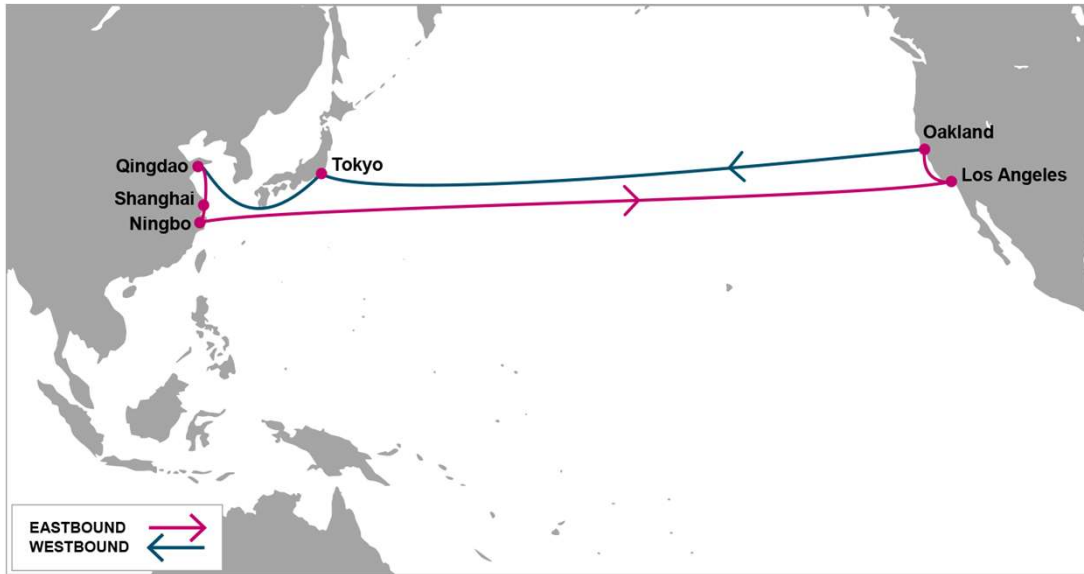 Oakland
Qingdao
Tokyo
Los Angeles
Shanghai
Ningbo
EASTBOUND
WESTBOUND